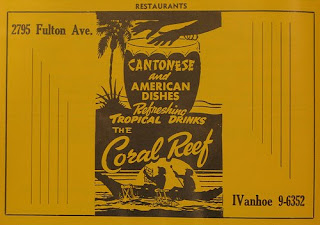 RESTAURANTS
2795 Fulton Ave.
CANTONESE
and
AMERICAN
DISHES
Refreshing
TROPICAL DRINKS
THE
Coral Reef
IVanhoe 9-6352